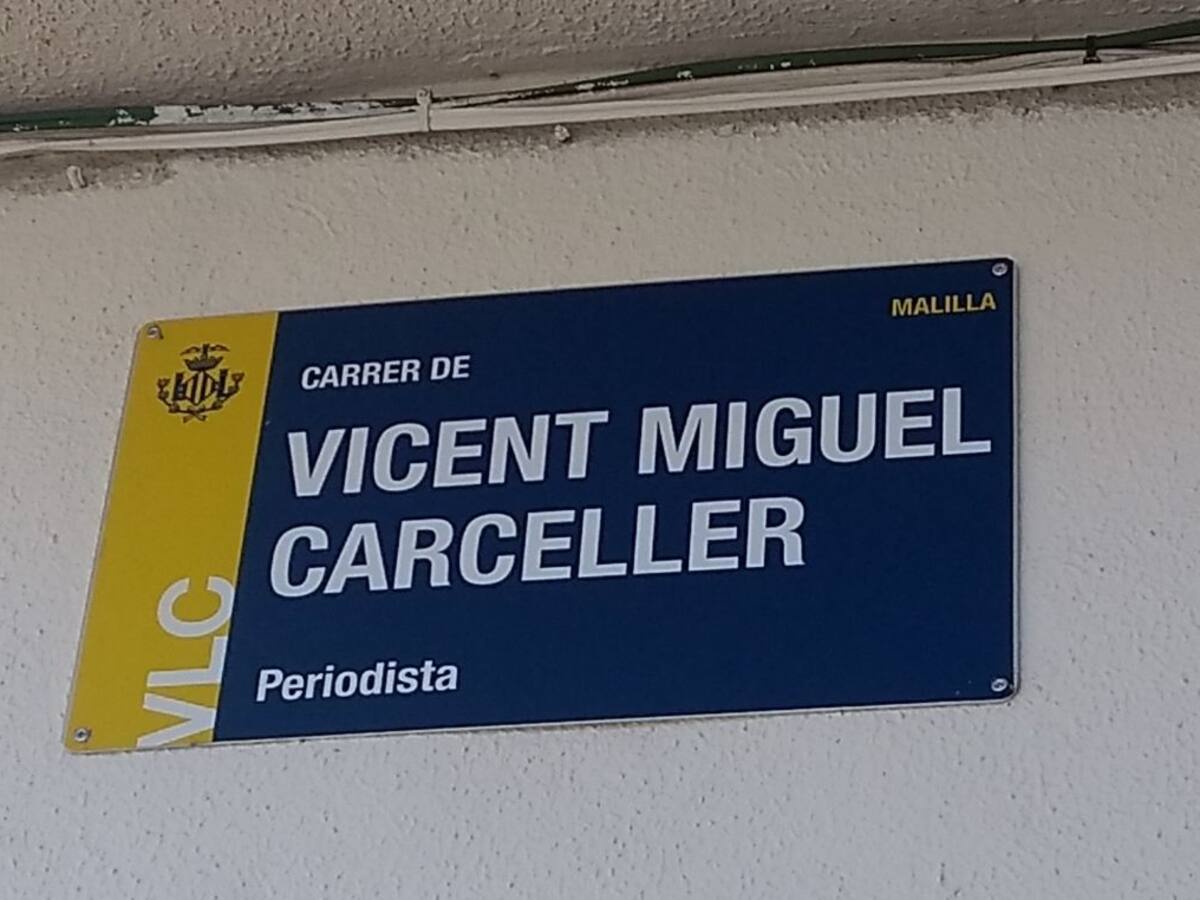 MALILLA
CARRER DE
VICENT MIGUEL
CARCELLER
Periodista
VLC